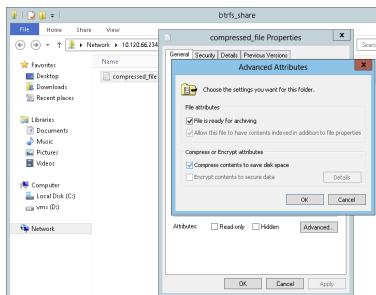 btrfs_share
File Home Share View
Network ▸ 10.120.66.234
Searc
Favorites
Desktop
Downloads
Recent places
Libraries
Documents
Music
Pictures
Videos
Computer
Local Disk (C:)
vms (D:)
Network
Name
compressed_file
compressed_file Properties
General Security Details Previous Versions
Advanced Attributes
Choose the settings you want for this folder.
File attributes
File is ready for archiving
Allow this file to have contents indexed in addition to file properties
Compress or Encrypt attributes
Compress contents to save disk space
Encrypt contents to secure data
Details
OK Cancel
Attributes: Read-only Hidden Advanced...
OK Cancel Apply